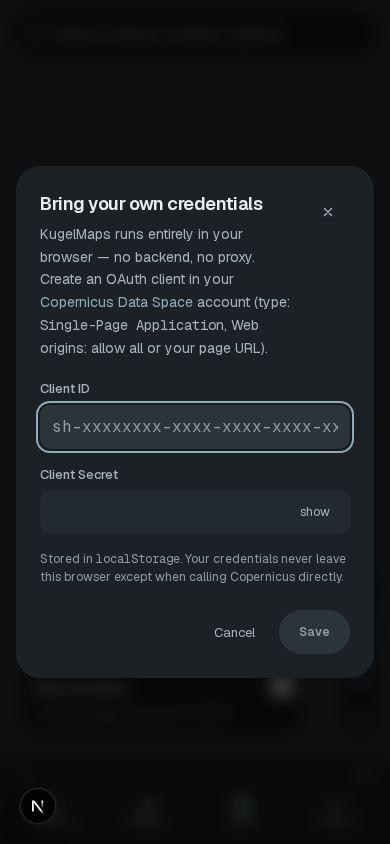 Bring your own credentials
×
KugelMaps runs entirely in your
browser — no backend, no proxy.
Create an OAuth client in your
Copernicus Data Space account (type:
Single-Page Application, Web
origins: allow all or your page URL).
Client ID
sh-xxxxxxxx-xxxx-xxxx-xxxx-xx
Client Secret
show
Stored in localStorage. Your credentials never leave
this browser except when calling Copernicus directly.
Cancel
Save
N